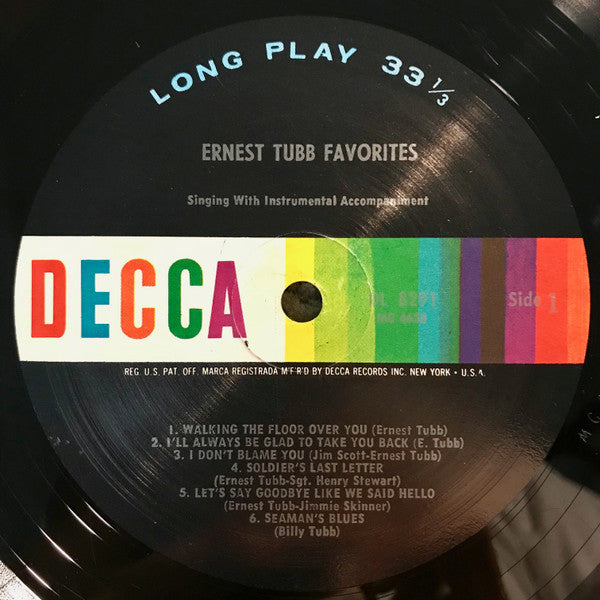 LONG PLAY 33 1/3
ERNEST TUBB FAVORITES
Singing With Instrumental Accompaniment
DECCA
DL 8291
Side 1
REG. U.S. PAT. OFF. MARCA REGISTRADA M'F'R'D BY DECCA RECORDS INC. NEW YORK • U.S.A.
1. WALKING THE FLOOR OVER YOU (Ernest Tubb)
2. I'LL ALWAYS BE GLAD TO TAKE YOU BACK (E. Tubb)
3. I DON'T BLAME YOU (Jim Scott-Ernest Tubb)
4. SOLDIER'S LAST LETTER
(Ernest Tubb-Sgt. Henry Stewart)
5. LET'S SAY GOODBYE LIKE WE SAID HELLO
(Ernest Tubb-Jimmie Skinner)
6. SEAMAN'S BLUES
(Billy Tubb)